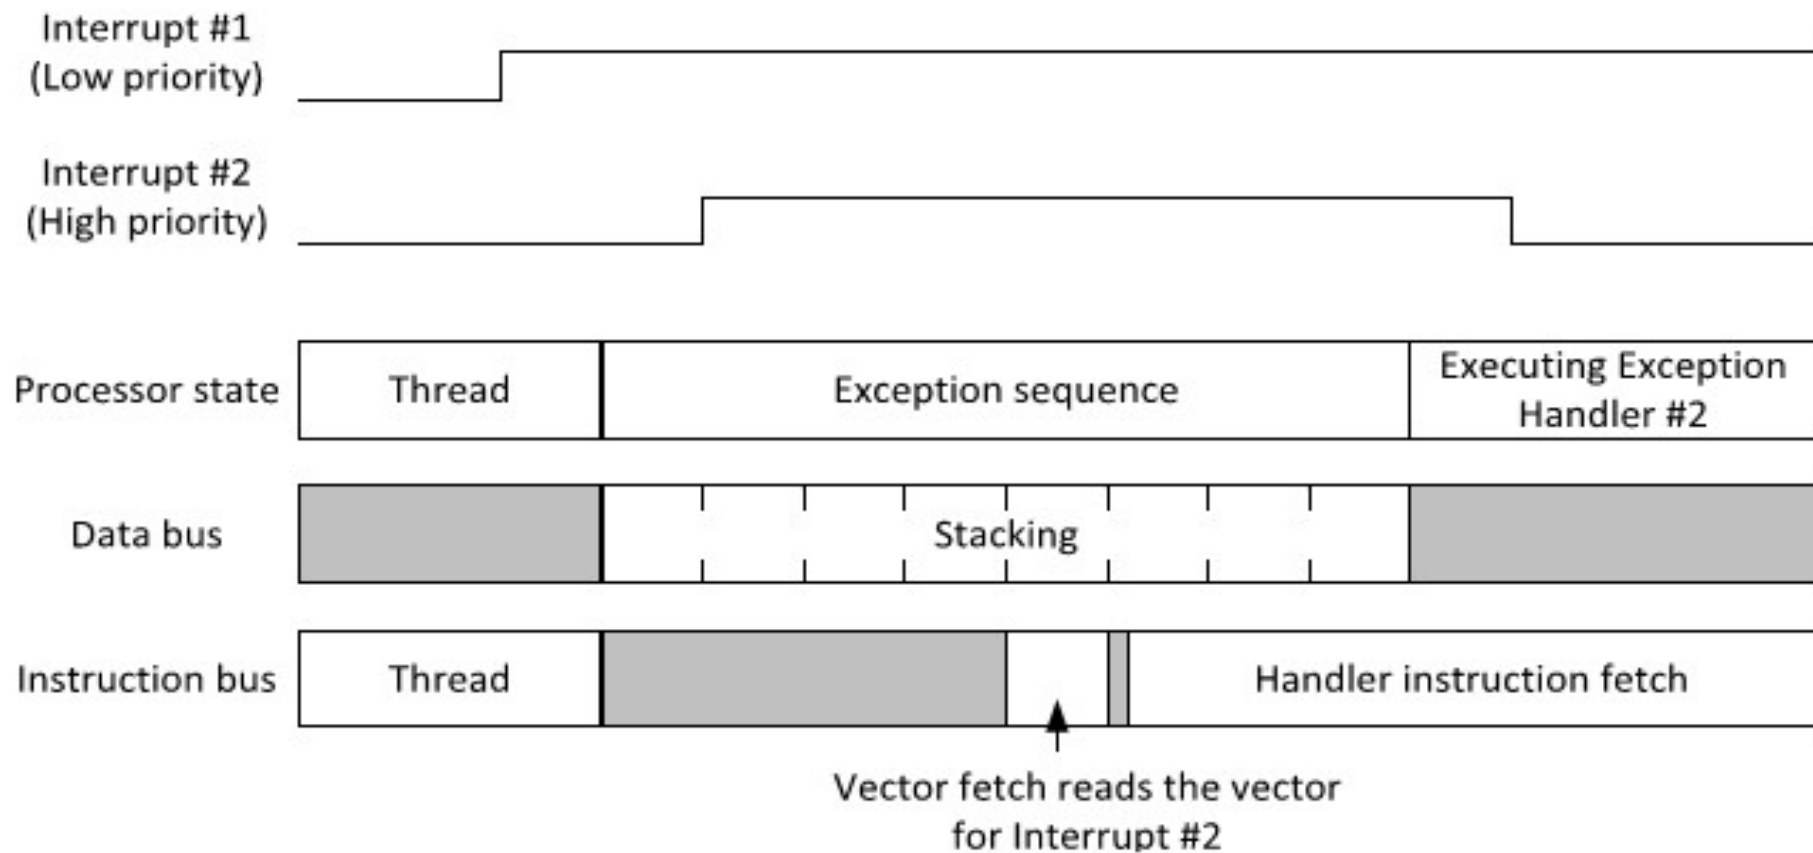 Interrupt #1
(Low priority)
Interrupt #2
(High priority)
Processor state
Thread
Exception sequence
Executing Exception
Handler #2
Data bus
Stacking
Instruction bus
Thread
Handler instruction fetch
Vector fetch reads the vector
for Interrupt #2